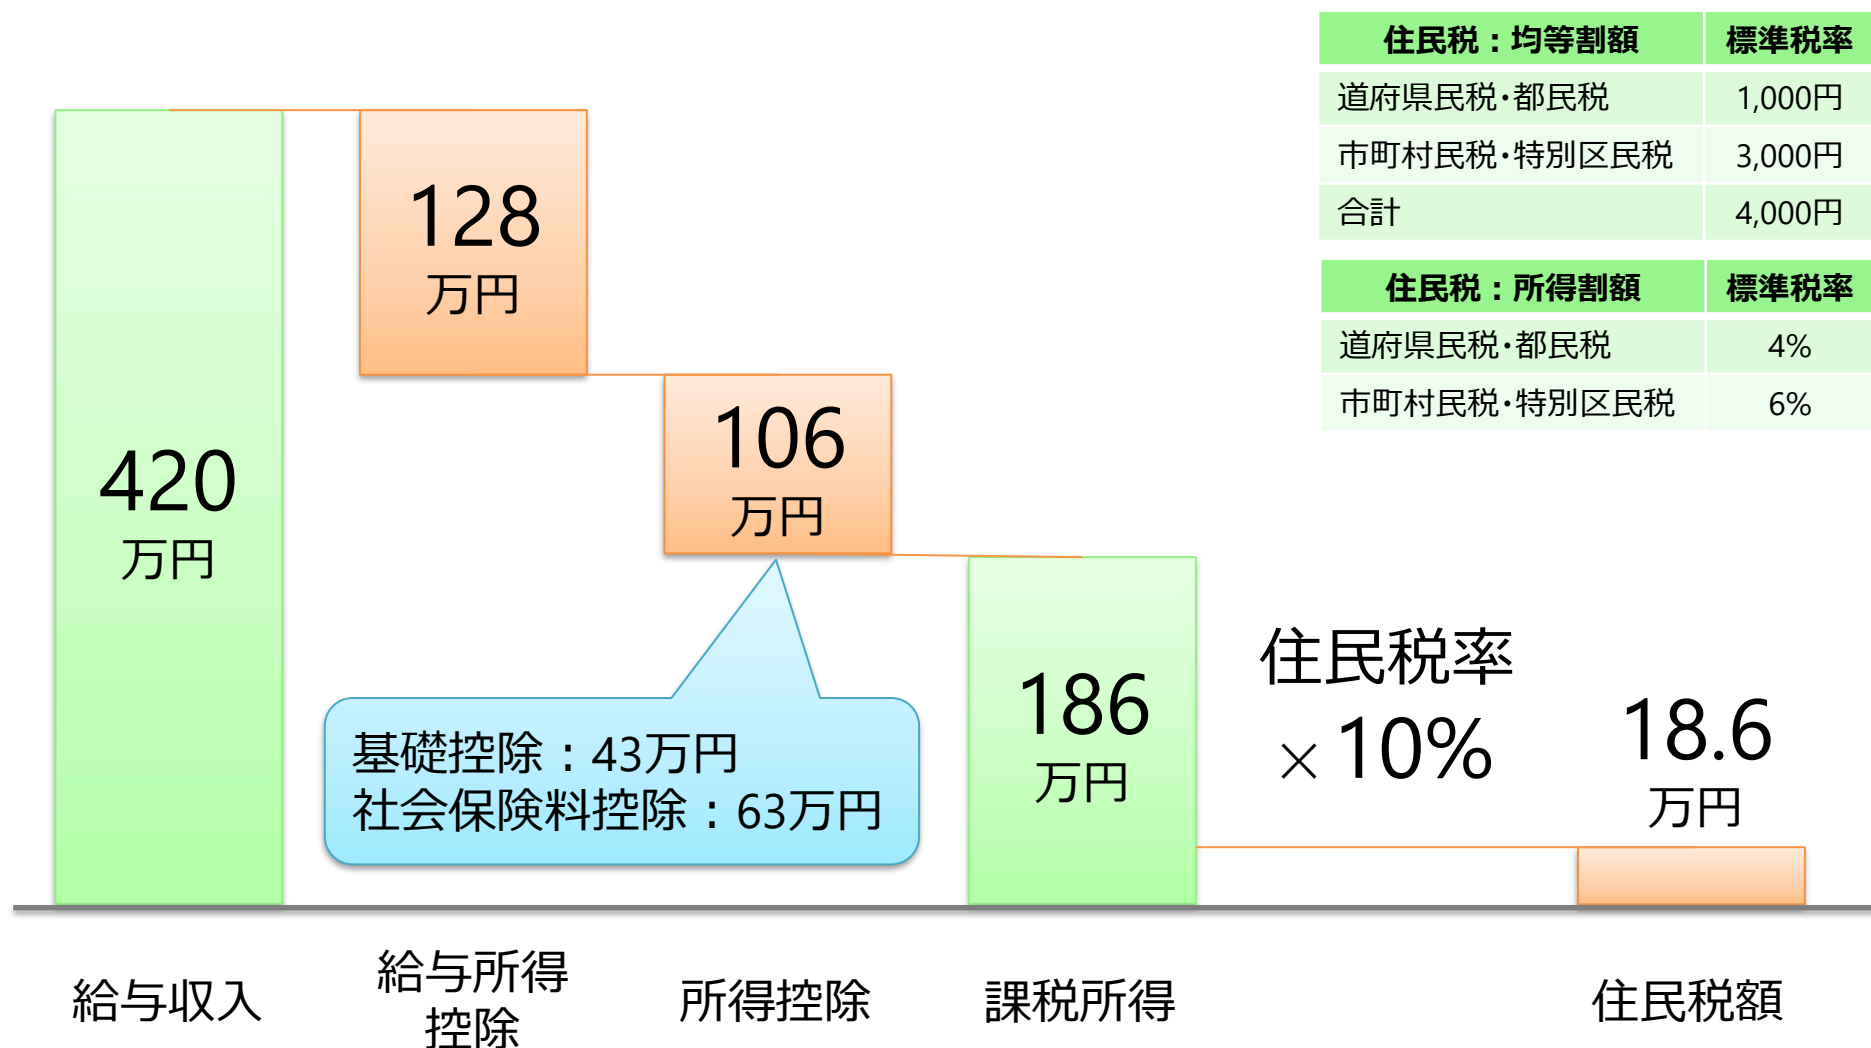 住民税：均等割額 標準税率
道府県民税･都民税 1,000円
市町村民税･特別区民税 3,000円
合計 4,000円
住民税：所得割額 標準税率
道府県民税･都民税 4%
市町村民税･特別区民税 6%
420
万円
128
万円
106
万円
基礎控除：43万円
社会保険料控除：63万円
186
万円
住民税率
×10%
18.6
万円
給与収入
給与所得
控除
所得控除
課税所得
住民税額